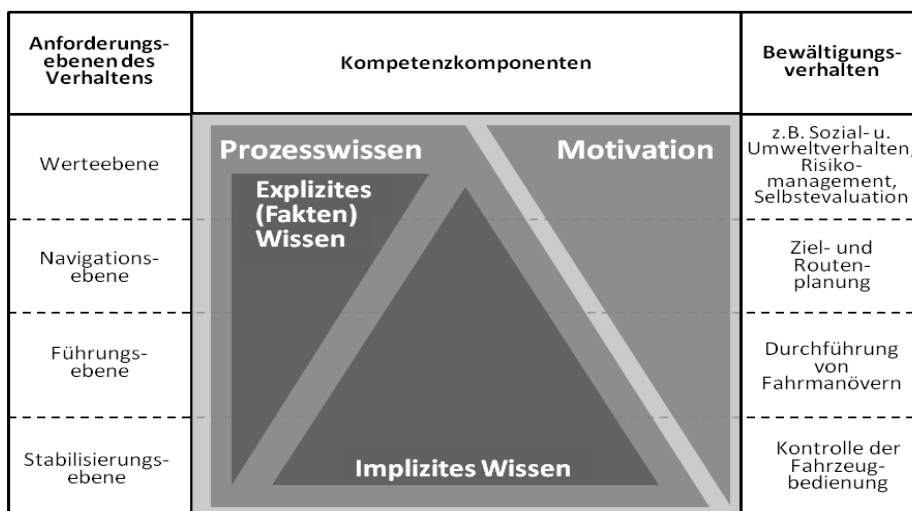 Anforderungs-
ebenen des
Verhaltens
Kompetenzkomponenten
Bewältigungs-
verhalten
Werteebene
Prozesswissen
Motivation
Explizites
(Fakten)
Wissen
z.B. Sozial- u.
Umweltverhalten,
Risiko-
management,
Selbstevaluation
Navigations-
ebene
Ziel- und
Routen-
planung
Führungs-
ebene
Durchführung
von
Fahrmanövern
Stabilisierungs-
ebene
Implizites Wissen
Kontrolle der
Fahrzeug-
bedienung